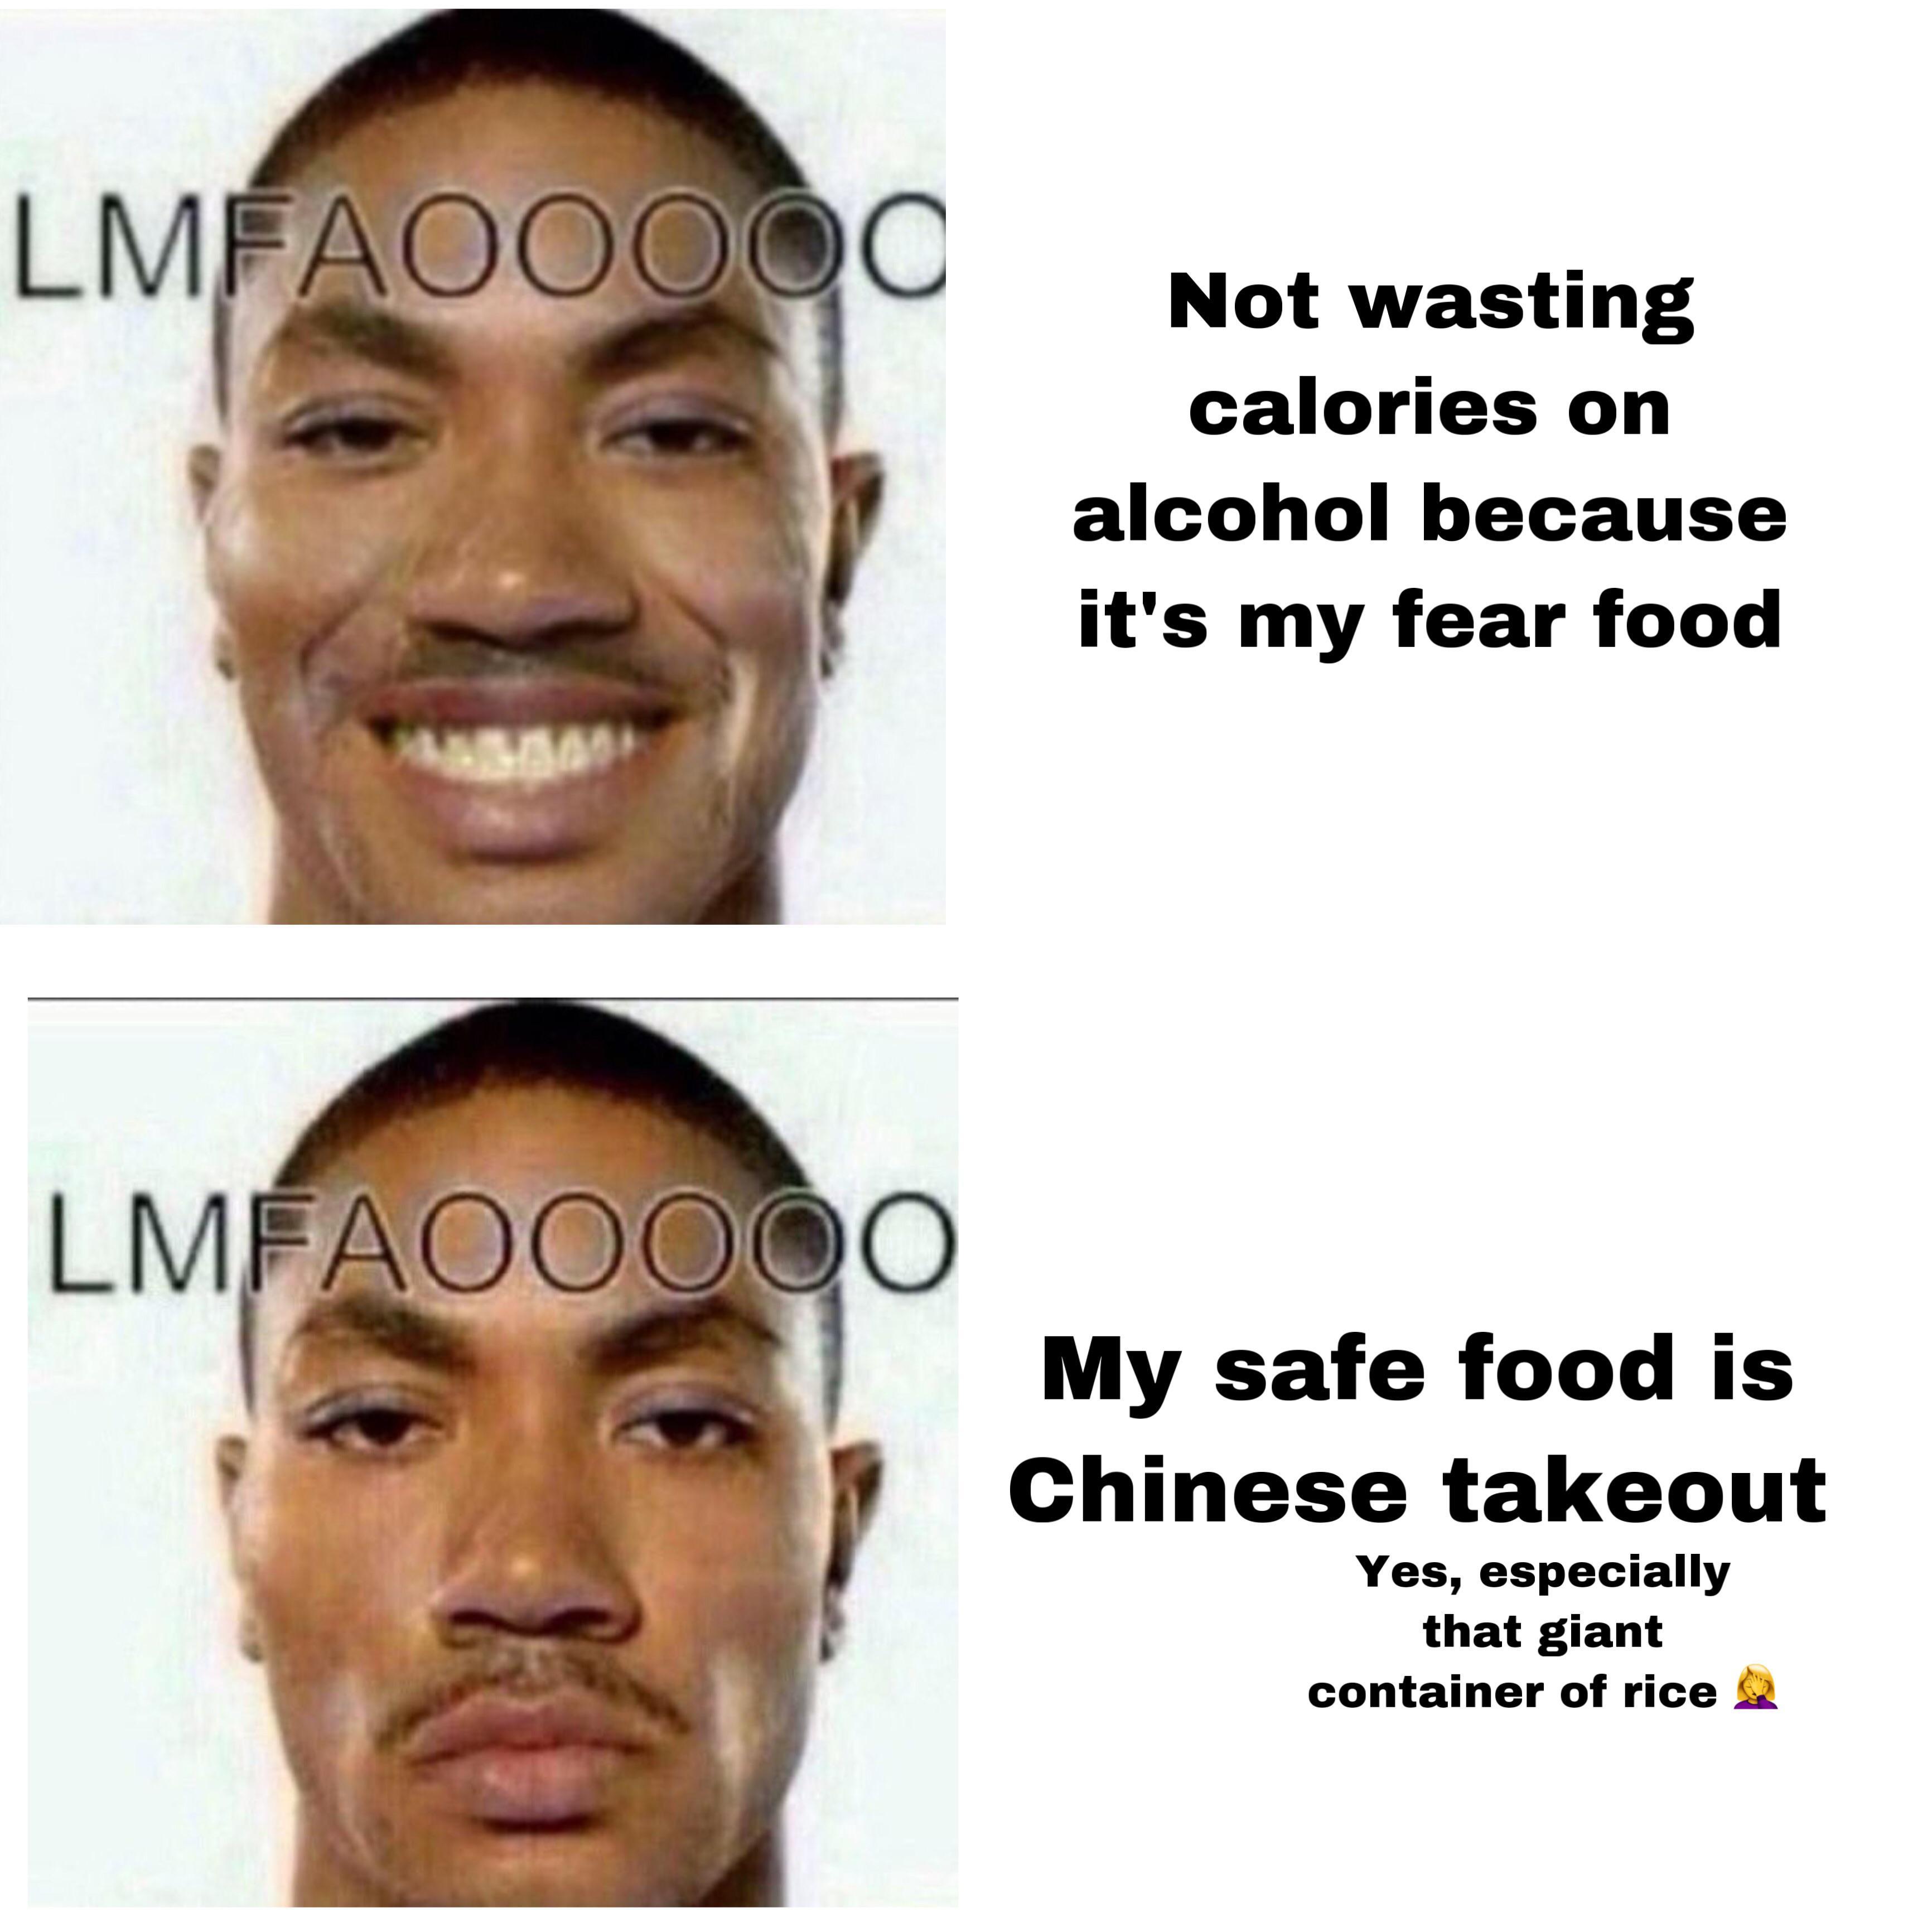 LMFAOOOOO
Not wasting
calories on
alcohol because
it's my fear food
LMFAOOOOO
My safe food is
Chinese takeout
Yes, especially
that giant
container of rice 🤦‍♀️